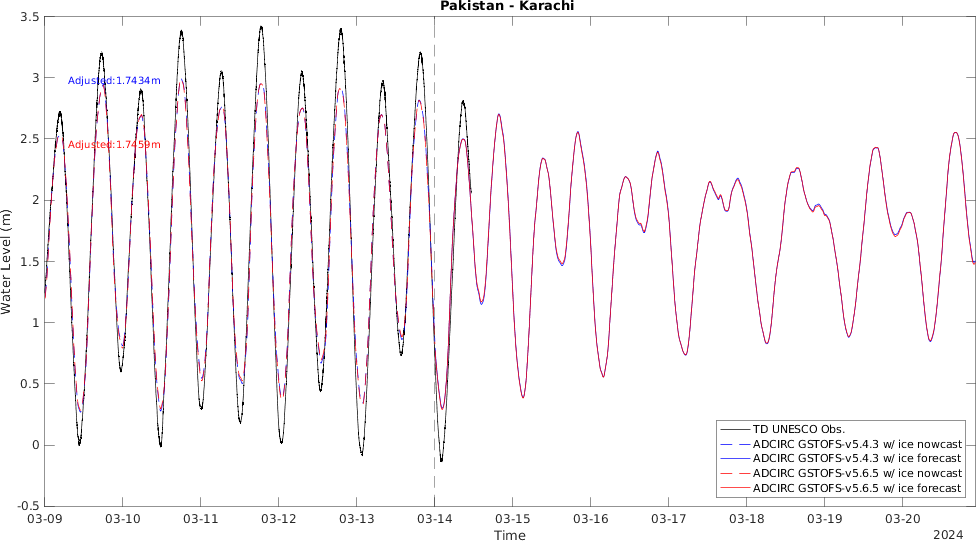 Pakistan - Karachi
3.5
3
2.5
2
1.5
1
0.5
0
-0.5
Water Level (m)
Adjusted:1.7434m
Adjusted:1.7459m
TD UNESCO Obs.
ADCIRC GSTOFS-v5.4.3 w/ ice nowcast
ADCIRC GSTOFS-v5.4.3 w/ ice forecast
ADCIRC GSTOFS-v5.6.5 w/ ice nowcast
ADCIRC GSTOFS-v5.6.5 w/ ice forecast
03-09 03-10 03-11 03-12 03-13 03-14 03-15 03-16 03-17 03-18 03-19 03-20
Time
2024